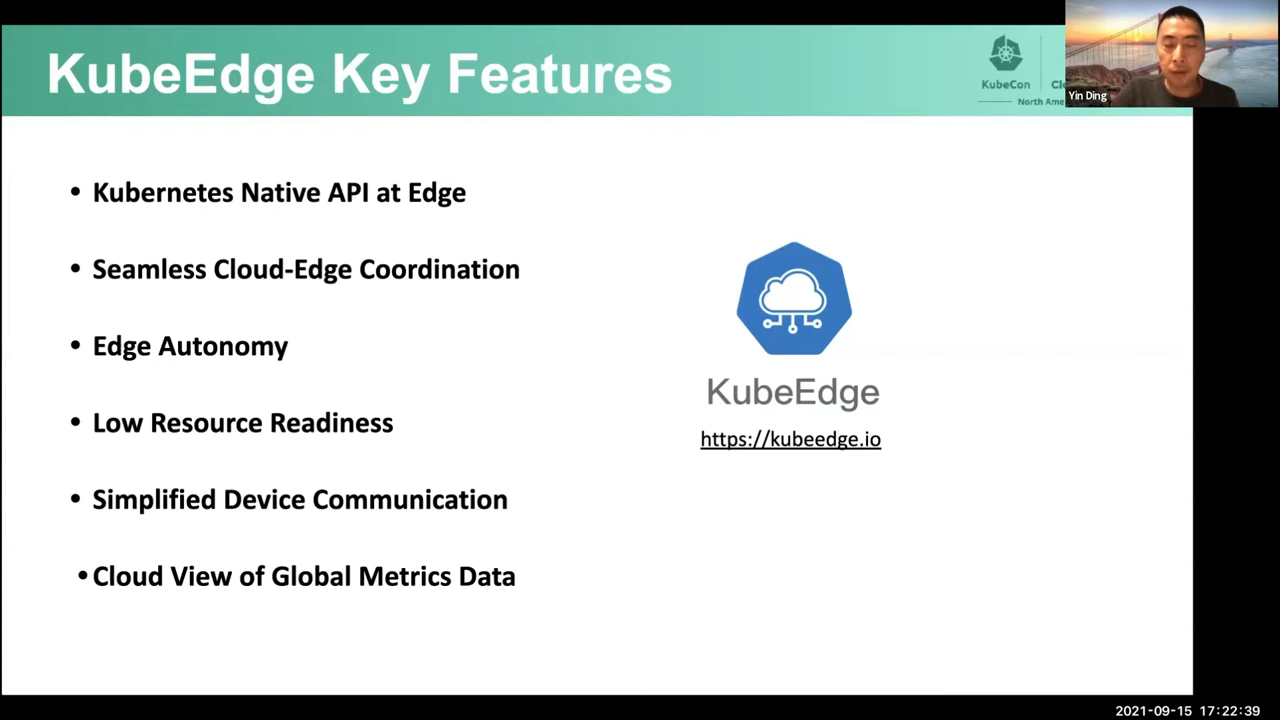 KubeEdge Key Features
KubeCon
North Ame
Yin Ding
• Kubernetes Native API at Edge
• Seamless Cloud-Edge Coordination
• Edge Autonomy
• Low Resource Readiness
• Simplified Device Communication
• Cloud View of Global Metrics Data
KubeEdge
https://kubeedge.io
2021-09-15 17:22:39